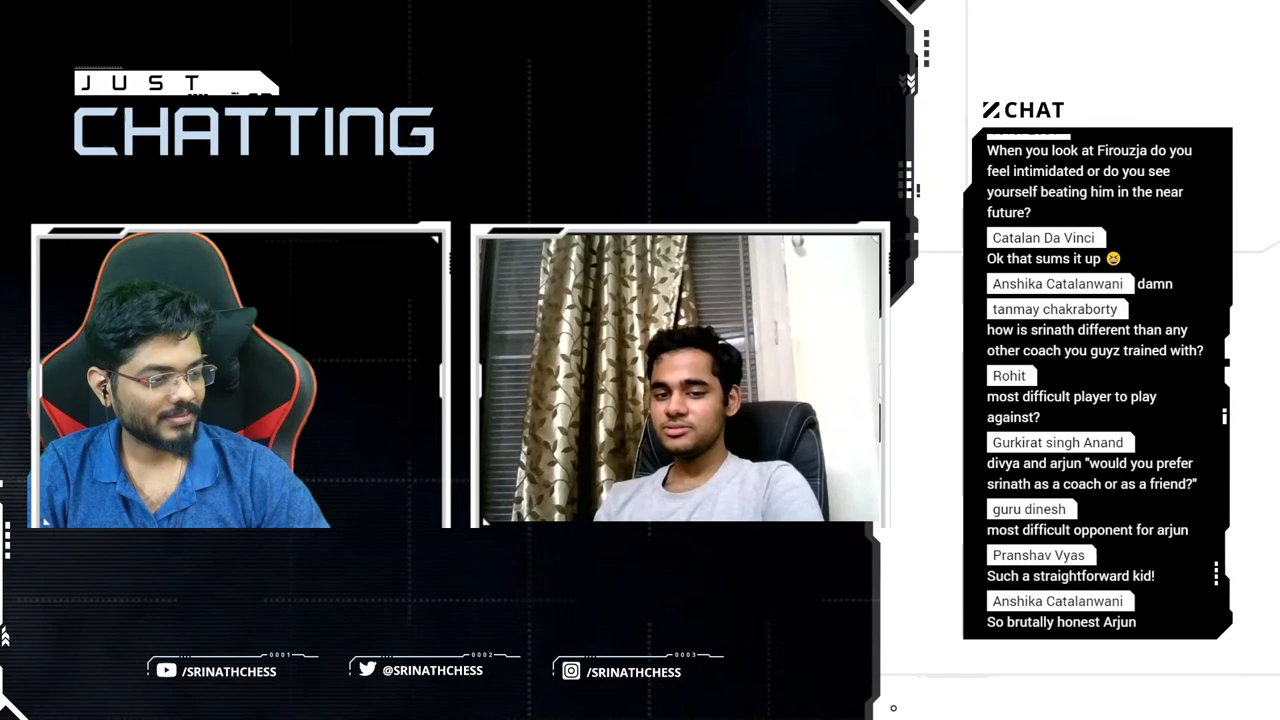 JUST
CHATTING
CHAT
When you look at Firouzja do you
feel intimidated or do you see
yourself beating him in the near
future?
Catalan Da Vinci
Ok that sums it up 😆
Anshika Catalanwani damn
tanmay chakraborty
how is srinath different than any
other coach you guyz trained with?
Rohit
most difficult player to play
against?
Gurkirat singh Anand
divya and arjun "would you prefer
srinath as a coach or as a friend?"
guru dinesh
most difficult opponent for arjun
Pranshav Vyas
Such a straightforward kid!
Anshika Catalanwani
So brutally honest Arjun
0001
/SRINATHCHESS
0002
@SRINATHCHESS
0003
/SRINATHCHESS